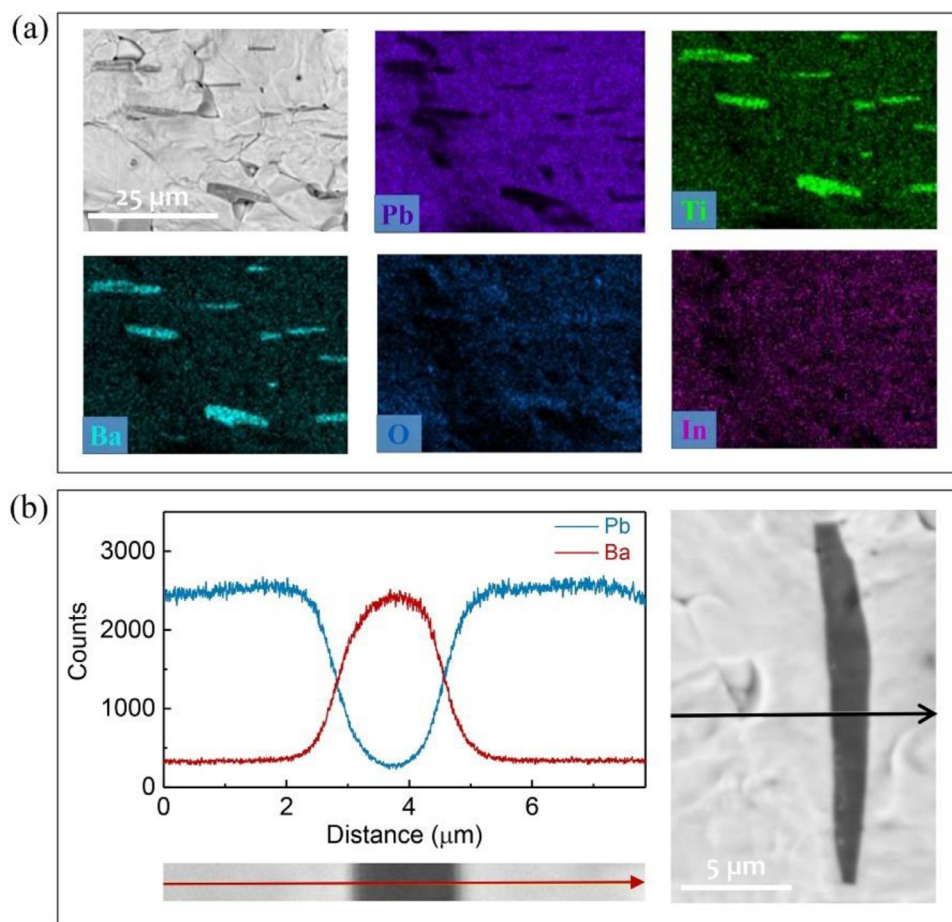 (a)
25 μm
Pb
Ti
Ba
O
In
(b)
Pb
Ba
3000
2000
1000
0
Counts
0 2 4 6
Distance (μm)
5 μm